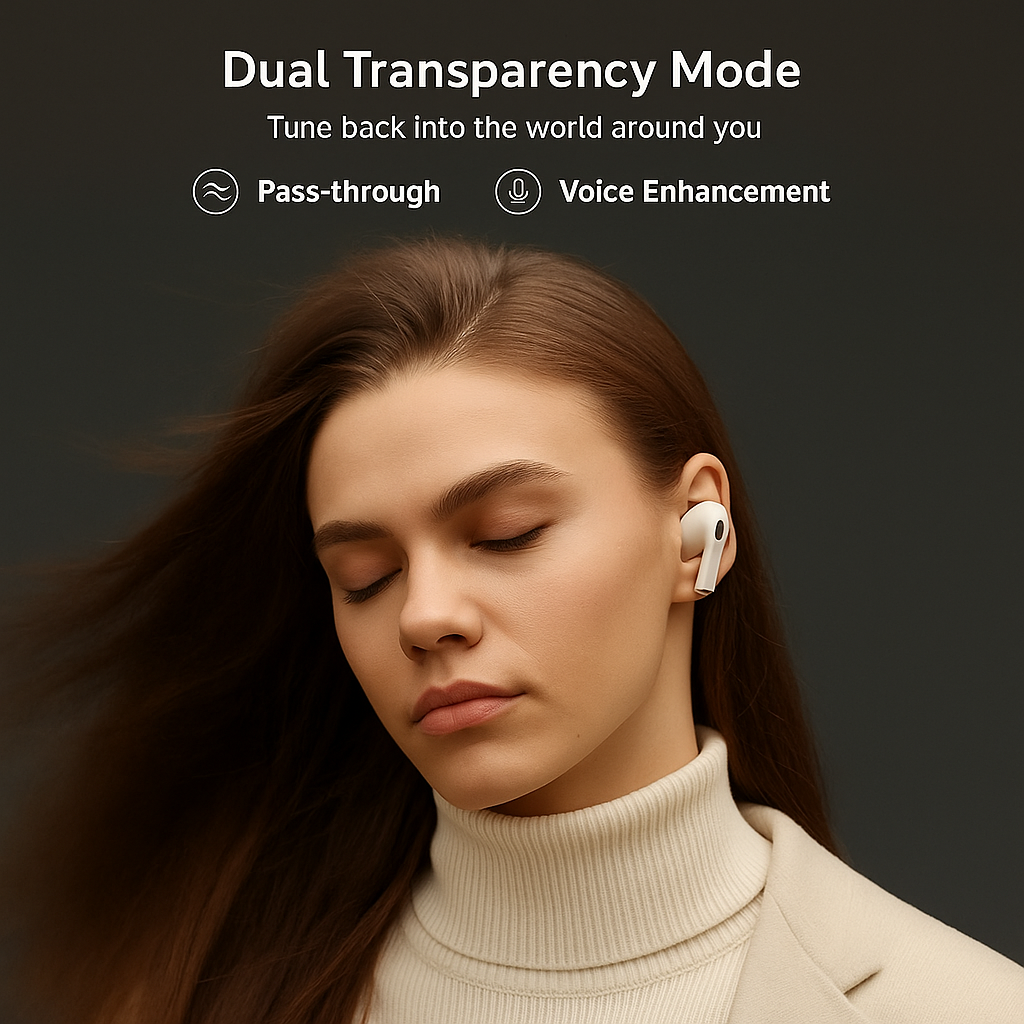 Dual Transparency Mode
Tune back into the world around you
Pass-through Voice Enhancement